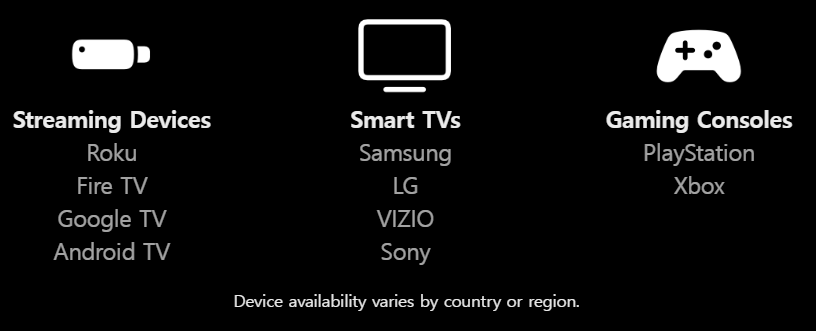 Streaming Devices
Roku
Fire TV
Google TV
Android TV
Smart TVs
Samsung
LG
VIZIO
Sony
Gaming Consoles
PlayStation
Xbox
Device availability varies by country or region.